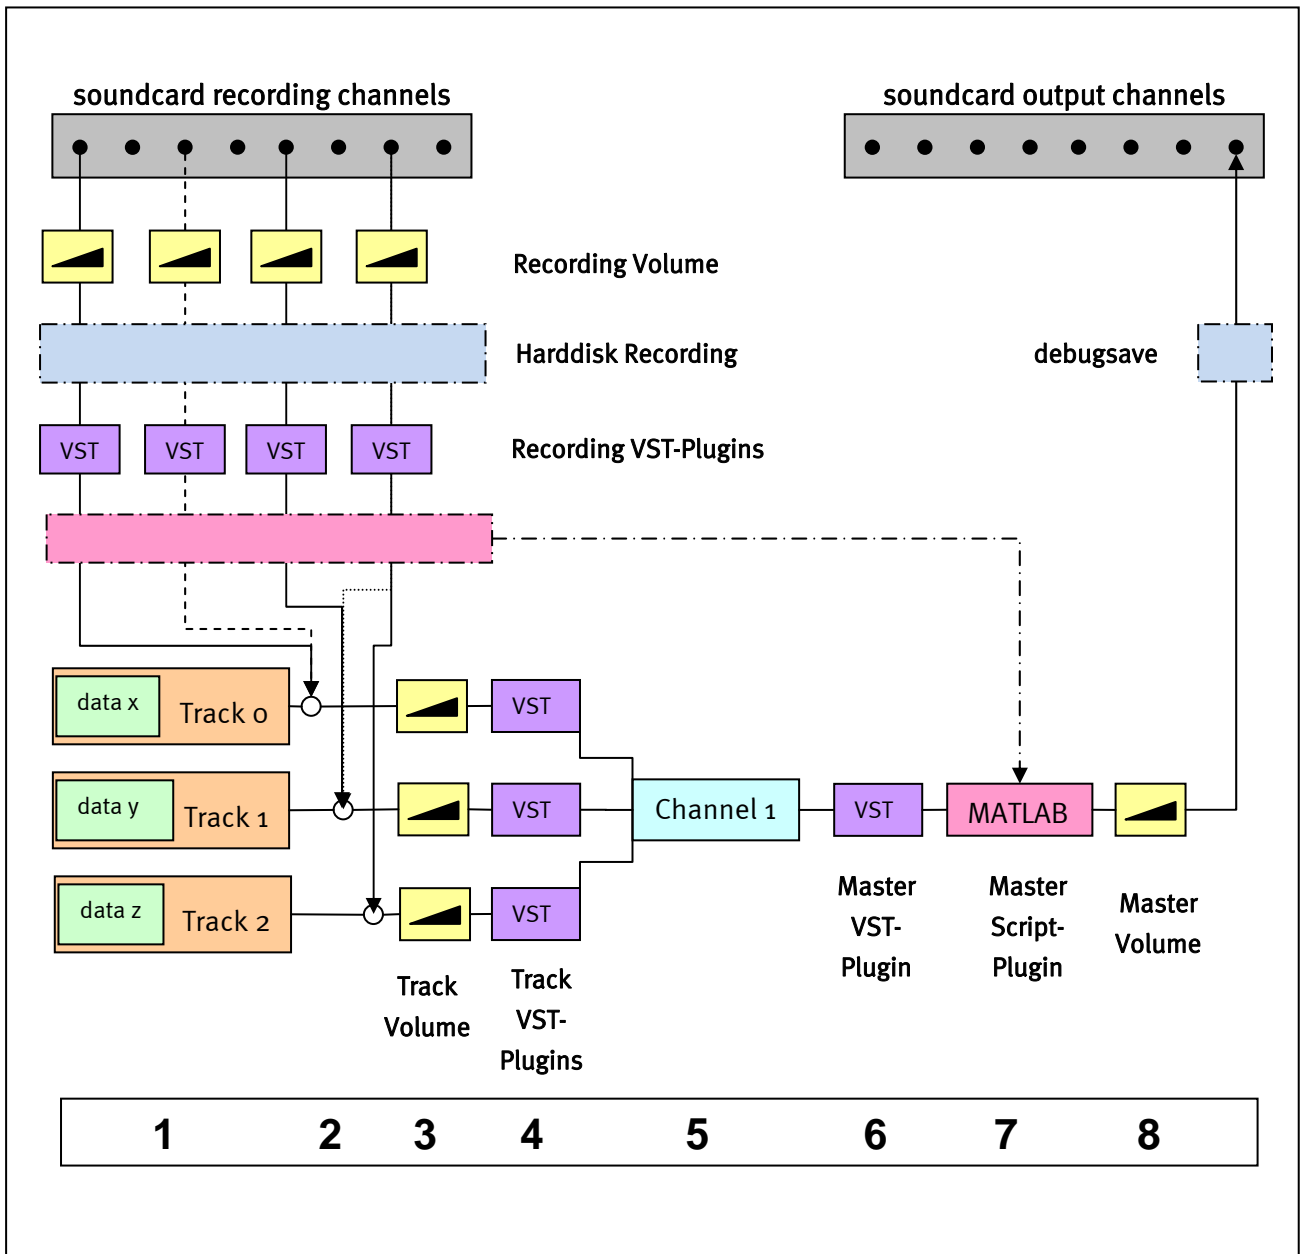 soundcard recording channels
soundcard output channels
Recording Volume
Harddisk Recording
debugsave
VST
VST
VST
VST
Recording VST-Plugins
data x
Track 0
VST
data y
Track 1
VST
Channel 1
VST
MATLAB
data z
Track 2
VST
Master
VST-
Plugin
Master
Script-
Plugin
Master
Volume
Track
Volume
Track
VST-
Plugins
1 2 3 4 5 6 7 8